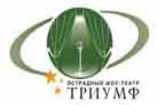 ЭСТРАДНЫЙ ШОУ-ТЕАТР
ТРИУМФ